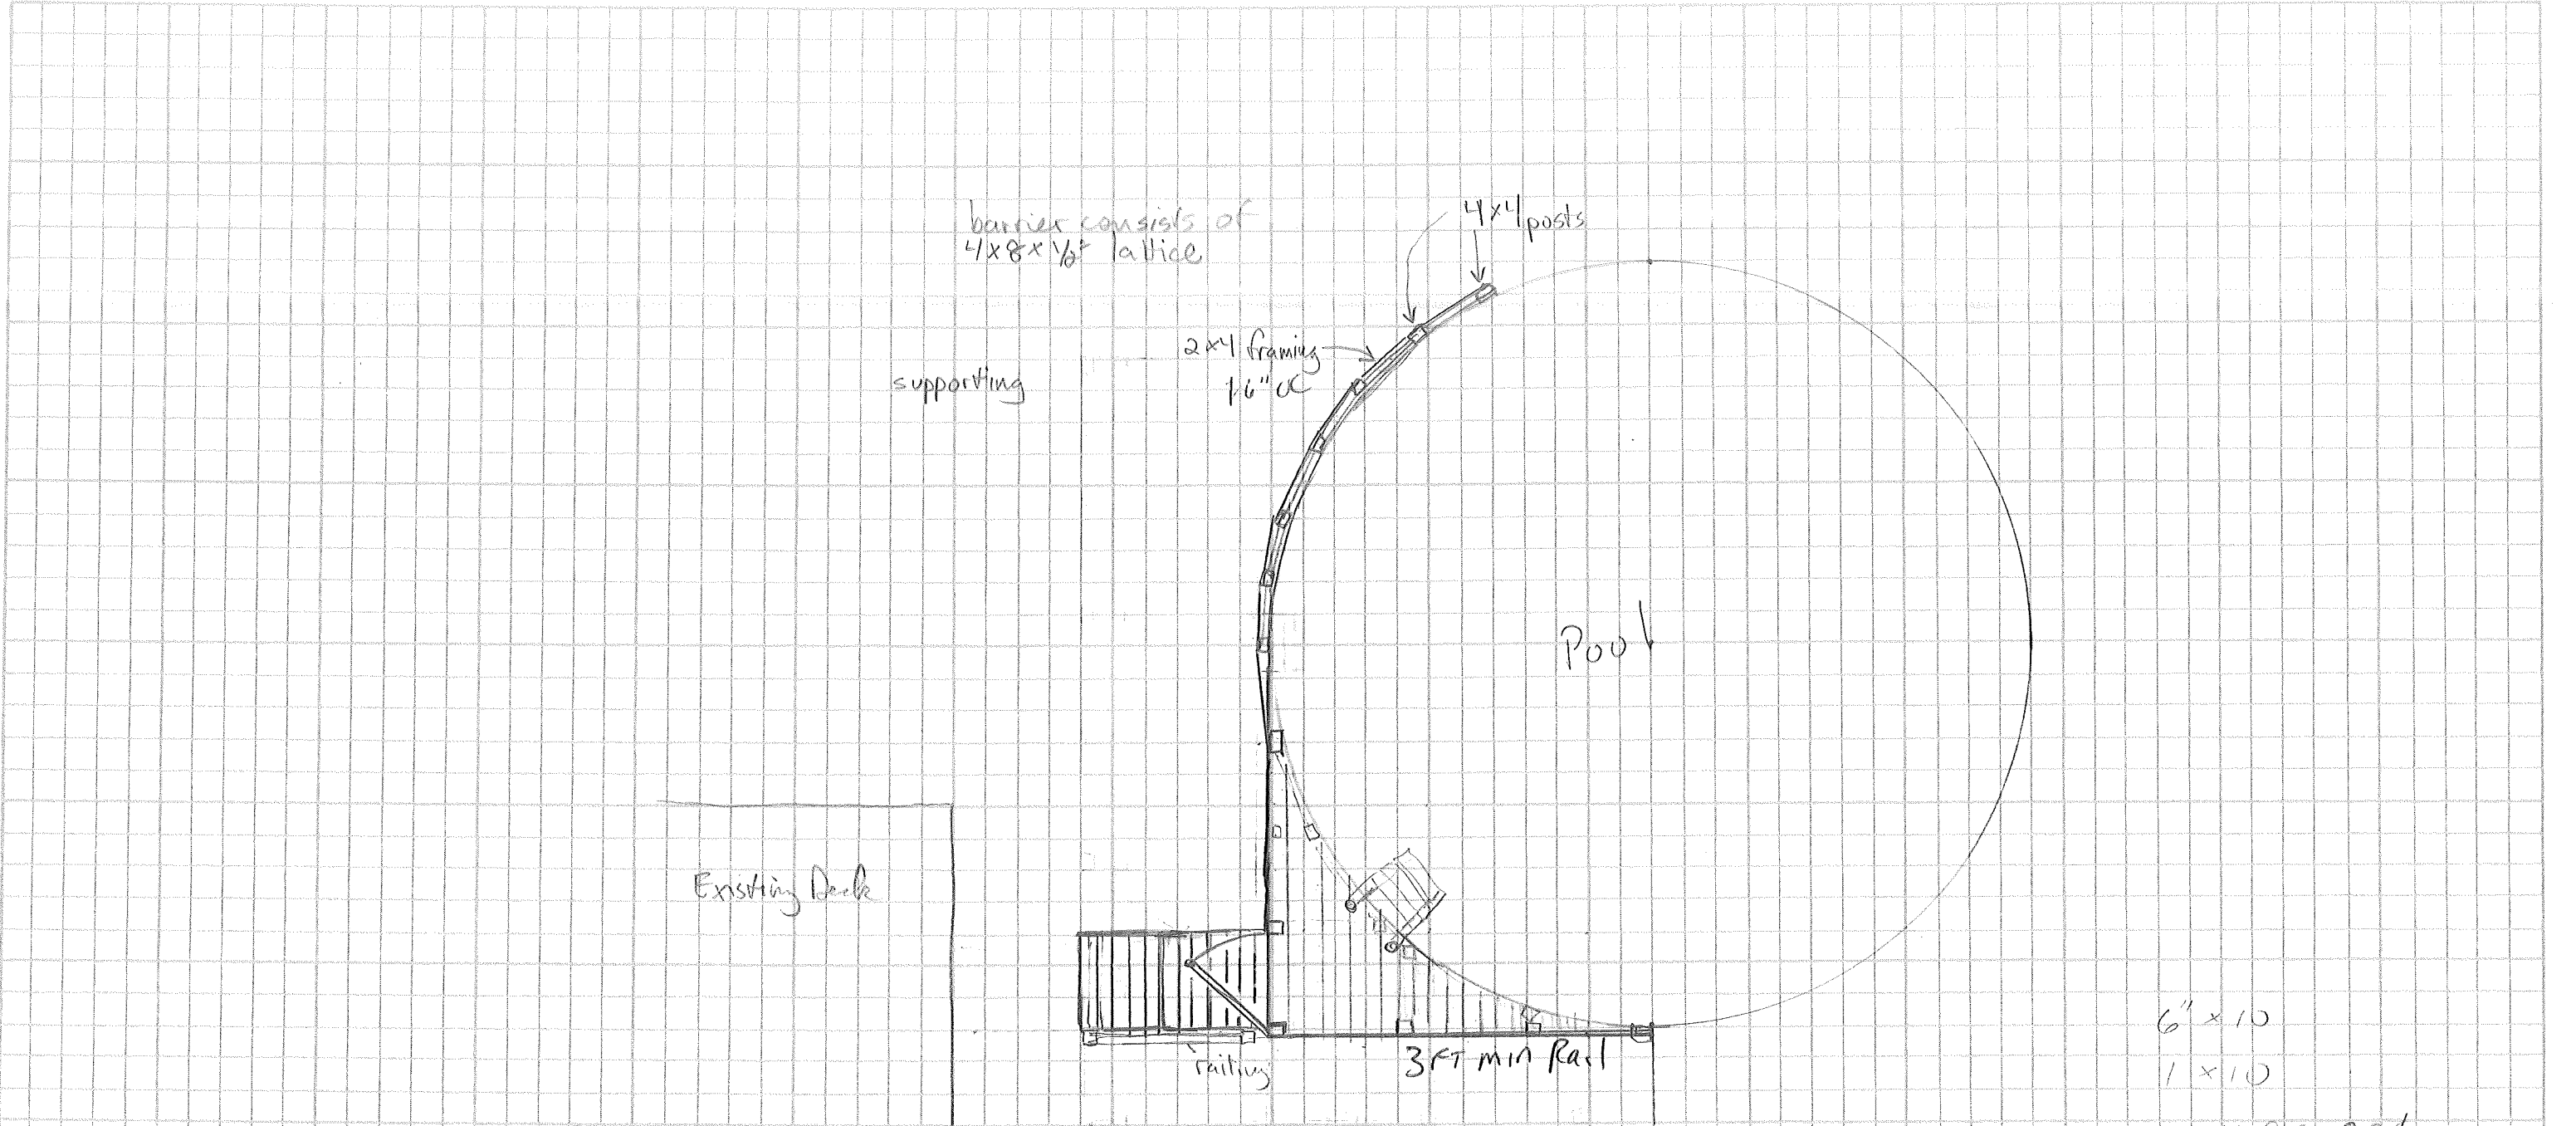 barrier consists of
4x8x½" lattice
4x4 posts
2x4 framing
16" OC
supporting
Pool
Existing Deck
railing
3FT min Rail
6" x 10
1 x 10